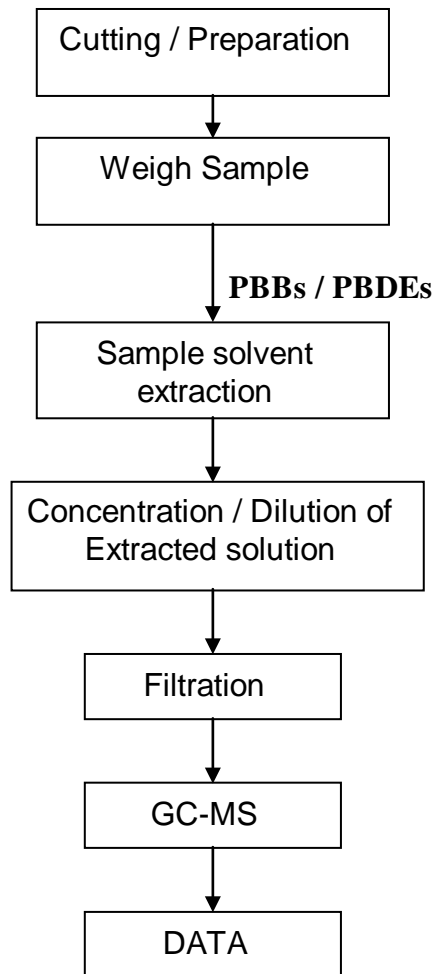 Cutting / Preparation
Weigh Sample
PBBs / PBDEs
Sample solvent
extraction
Concentration / Dilution of
Extracted solution
Filtration
GC-MS
DATA